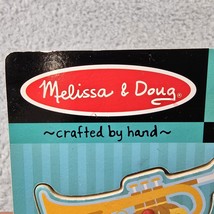 Melissa & Doug
~crafted by hand~